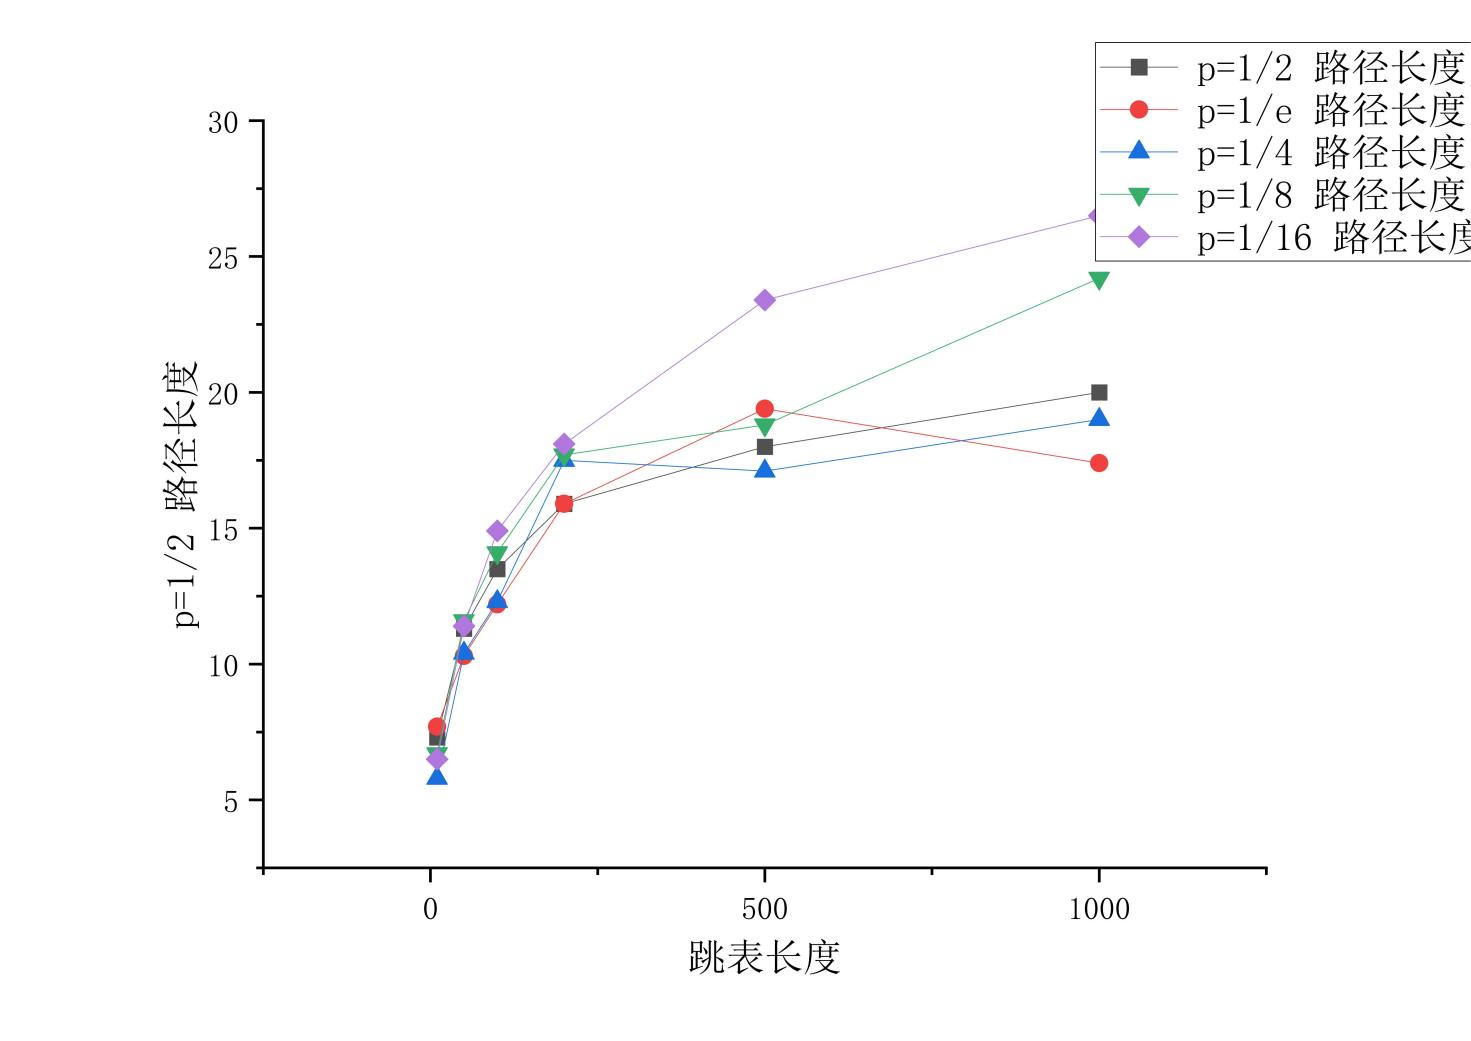 p=1/2 路径长度
p=1/e 路径长度
p=1/4 路径长度
p=1/8 路径长度
p=1/16 路径长度
30
25
20
15
10
5
p=1/2 路径长度
0 500 1000
跳表长度